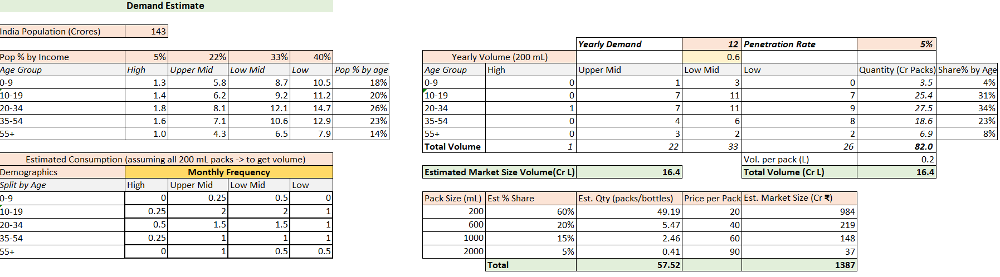 Demand Estimate
India Population (Crores) 143
Pop % by Income 5% 22% 33% 40%
Age Group High Upper Mid Low Mid Low Pop % by age
0-9 1.3 5.8 8.7 10.5 18%
10-19 1.4 6.2 9.2 11.2 20%
20-34 1.8 8.1 12.1 14.7 26%
35-54 1.6 7.1 10.6 12.9 23%
55+ 1.0 4.3 6.5 7.9 14%
Estimated Consumption (assuming all 200 mL packs -> to get volume)
Demographics Monthly Frequency
Split by Age High Upper Mid Low Mid Low
0-9 0 0.25 0.5 0
10-19 0.25 2 2 1
20-34 0.5 1.5 1.5 1
35-54 0.25 1 1 1
55+ 0 1 0.5 0.5
Yearly Demand 12 Penetration Rate 5%
Yearly Volume (200 mL) 0.6
Age Group High Upper Mid Low Mid Low Quantity (Cr Packs) Share% by Age
0-9 0 1 3 0 3.5 4%
10-19 0 7 11 7 25.4 31%
20-34 1 7 11 9 27.5 34%
35-54 0 4 6 8 18.6 23%
55+ 0 3 2 2 6.9 8%
Total Volume 1 22 33 26 82.0
Vol. per pack (L) 0.2
Estimated Market Size Volume(Cr L) 16.4 Total Volume (Cr L) 16.4
Pack Size (mL) Est % Share Est. Qty (packs/bottles) Price per Pack Est. Market Size (Cr ₹)
200 60% 49.19 20 984
600 20% 5.47 40 219
1000 15% 2.46 60 148
2000 5% 0.41 90 37
Total 57.52 1387